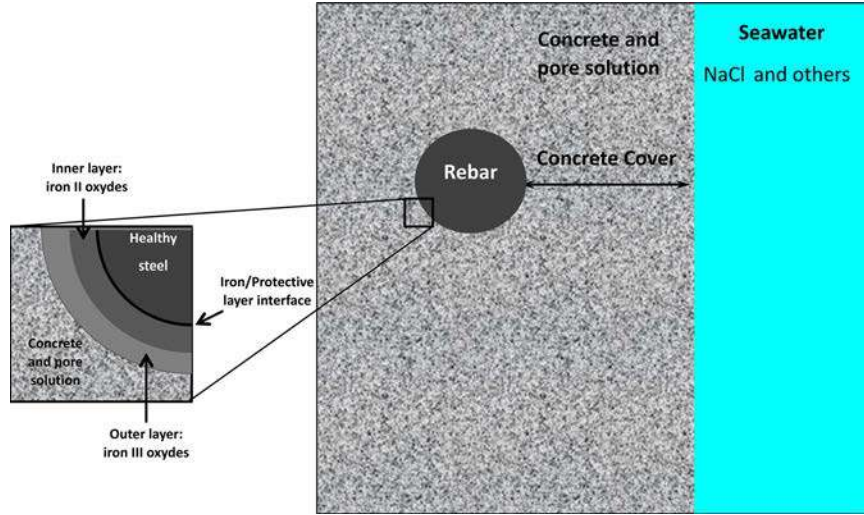 Concrete and
pore solution
Seawater
NaCl and others
Rebar
Concrete Cover
Inner layer:
iron II oxydes
Healthy
steel
Iron/Protective
layer interface
Concrete
and pore
solution
Outer layer:
iron III oxydes